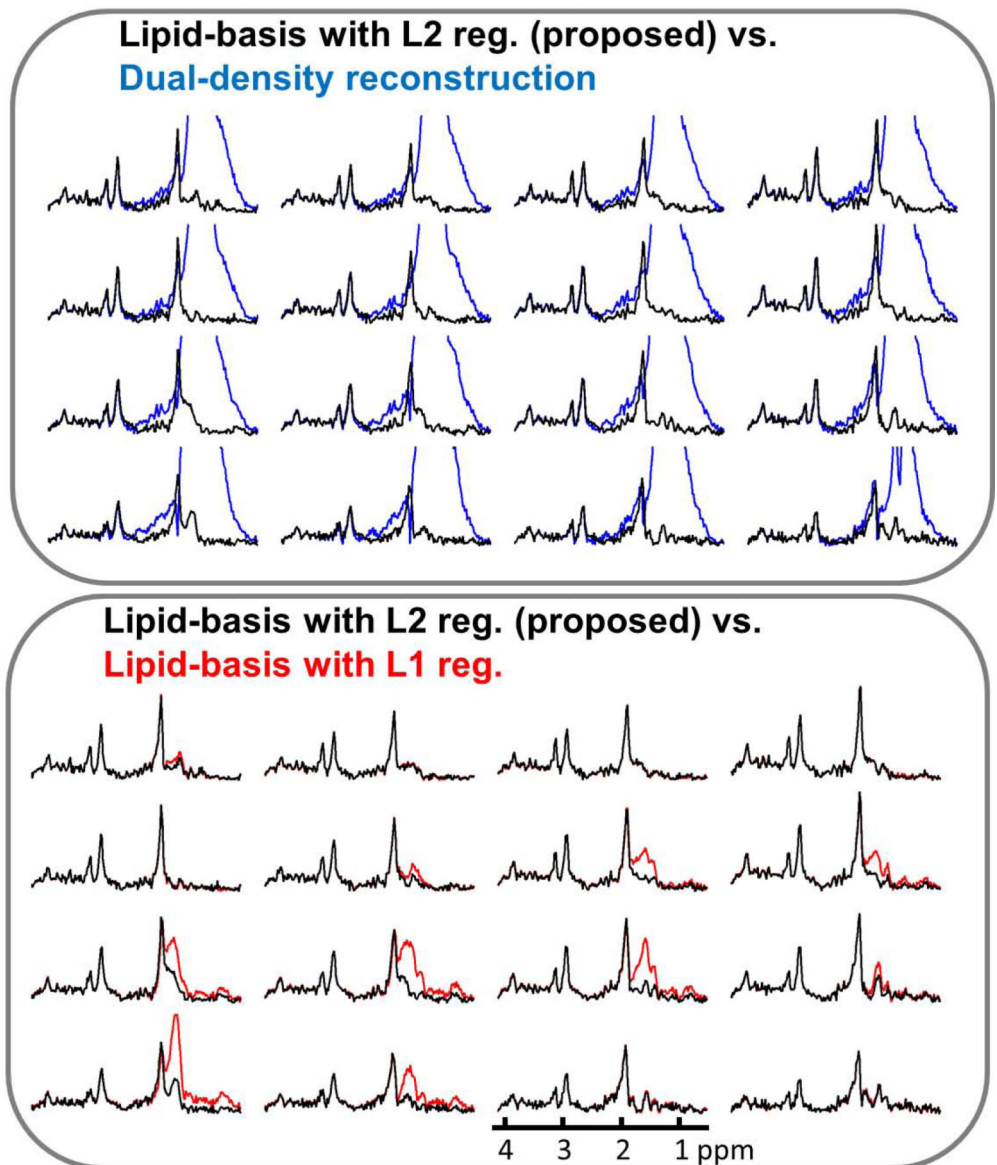 Lipid-basis with L2 reg. (proposed) vs.
Dual-density reconstruction
Lipid-basis with L2 reg. (proposed) vs.
Lipid-basis with L1 reg.
4 3 2 1 ppm